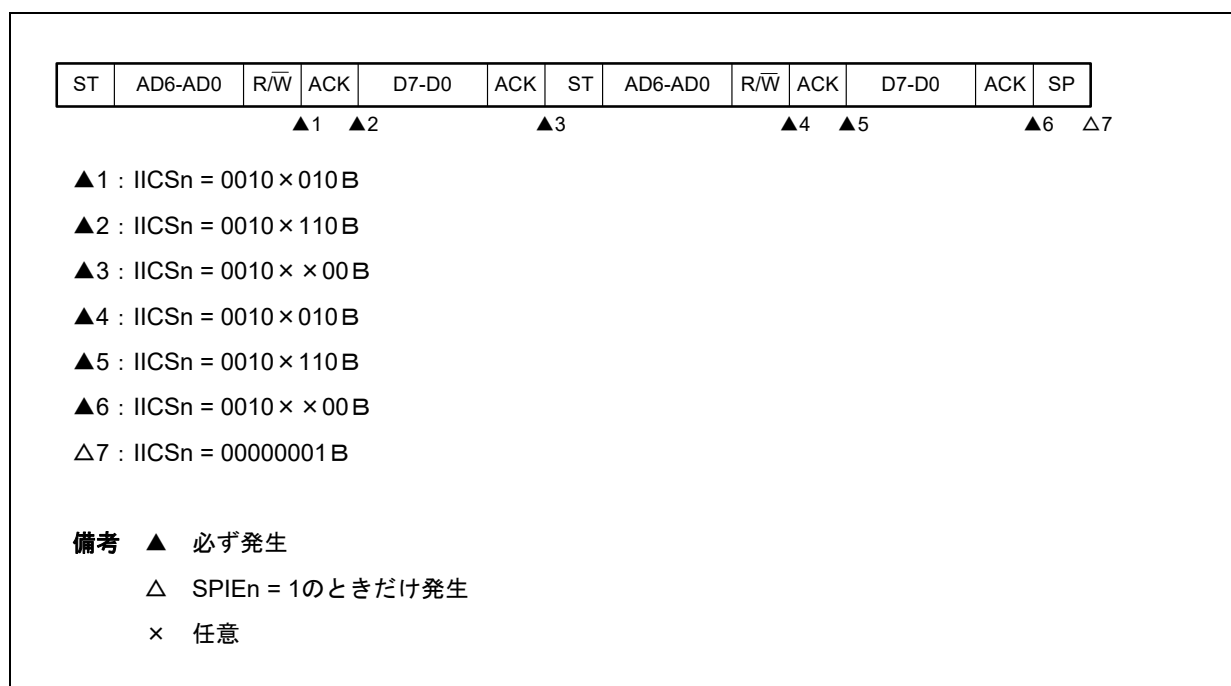 ST AD6-AD0 R/W̅ ACK D7-D0 ACK ST AD6-AD0 R/W̅ ACK D7-D0 ACK SP
▲1 ▲2 ▲3 ▲4 ▲5 ▲6 △7
▲1：IICSn = 0010×010B
▲2：IICSn = 0010×110B
▲3：IICSn = 0010××00B
▲4：IICSn = 0010×010B
▲5：IICSn = 0010×110B
▲6：IICSn = 0010××00B
△7：IICSn = 00000001B
備考 ▲ 必ず発生
△ SPIEn = 1のときだけ発生
× 任意